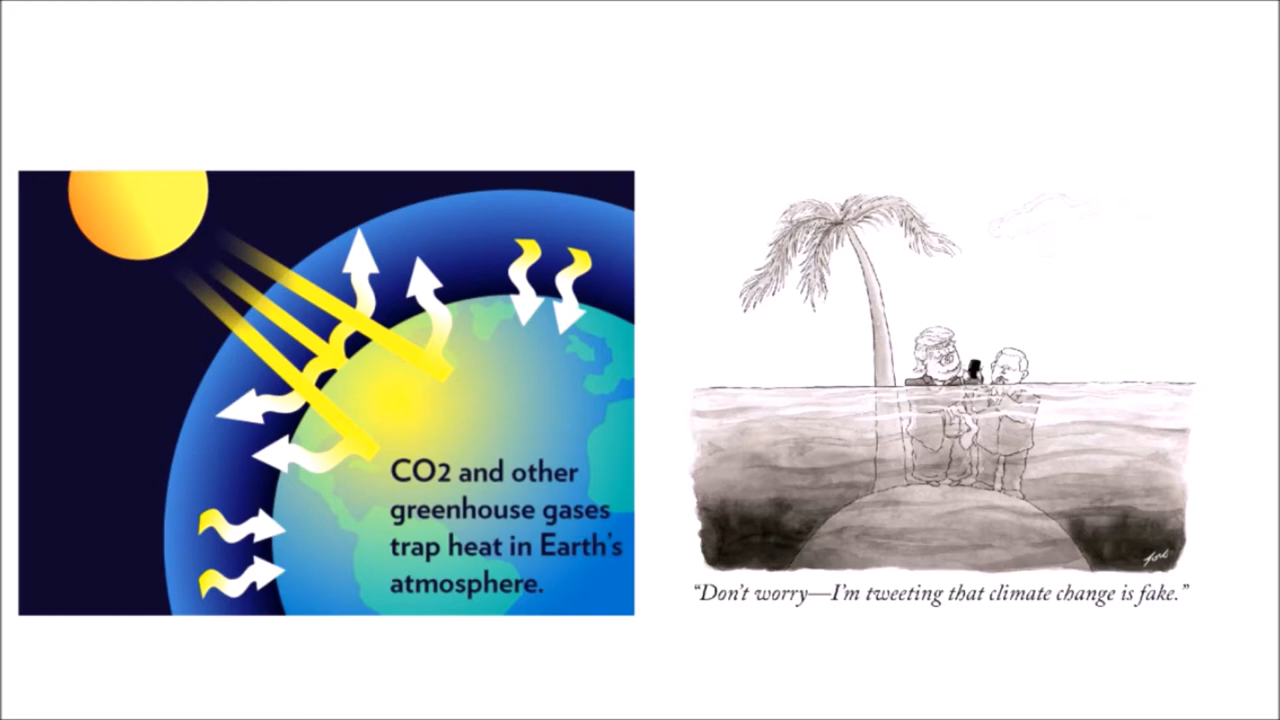 CO2 and other
greenhouse gases
trap heat in Earth's
atmosphere.
“Don't worry—I'm tweeting that climate change is fake.”